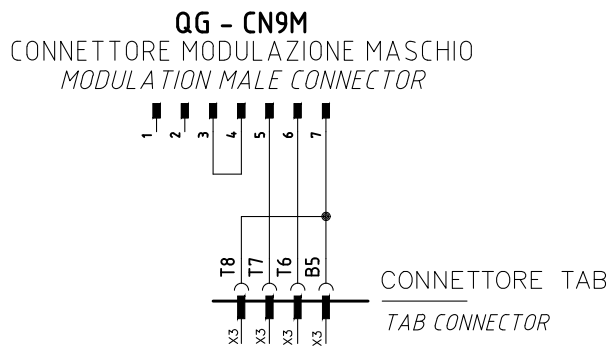 QG - CN9M
CONNETTORE MODULAZIONE MASCHIO
MODULATION MALE CONNECTOR
1 2 3 4 5 6 7
T8 T7 T6 B5
CONNETTORE TAB
TAB CONNECTOR
X3 X3 X3 X3